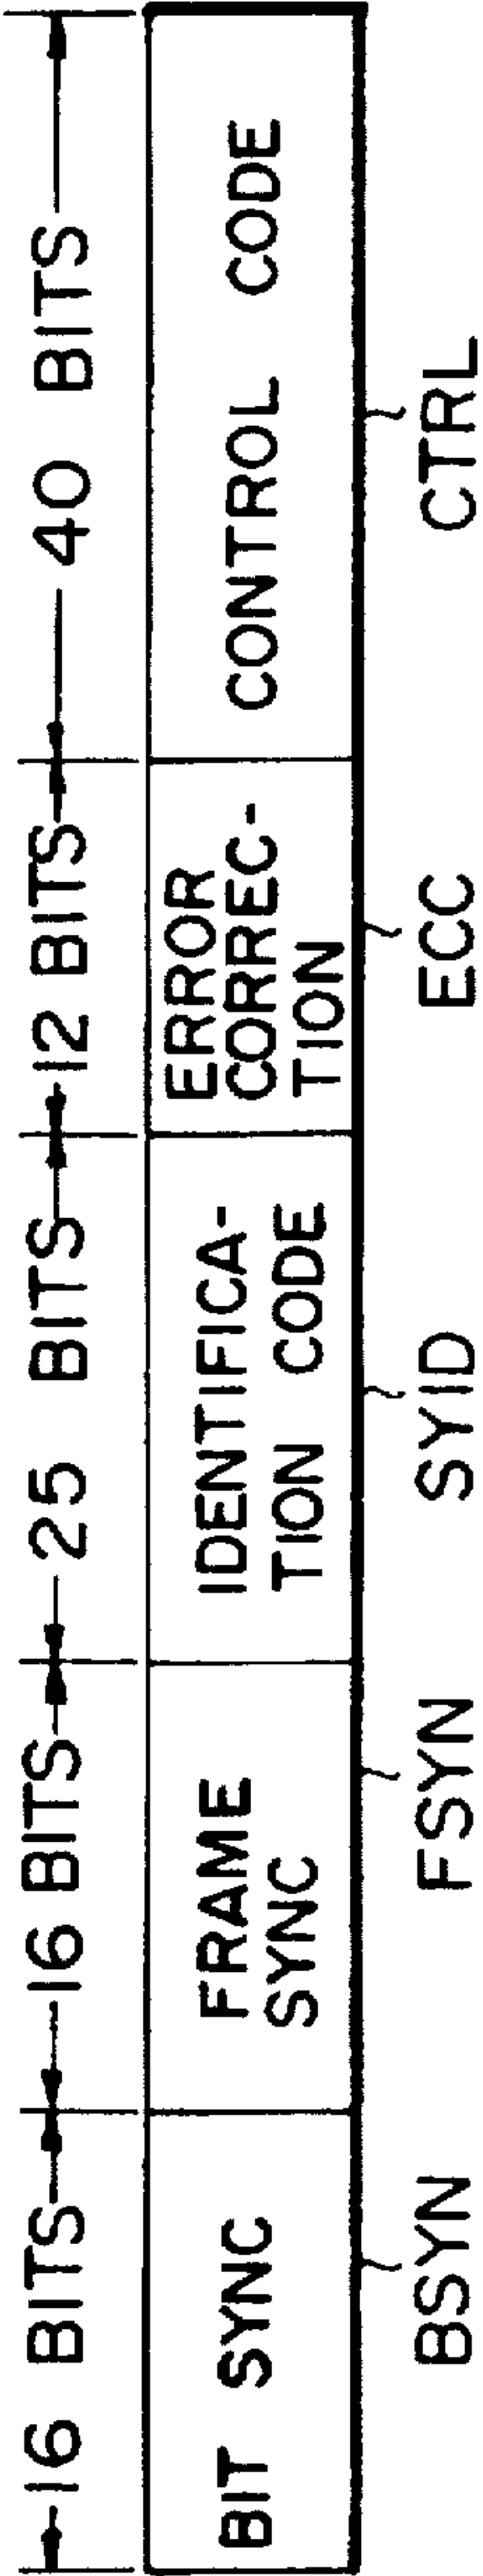 16 BITS
16 BITS
25 BITS
12 BITS
40 BITS
BIT SYNC
FRAME
SYNC
IDENTIFICA-
TION CODE
ERROR
CORREC-
TION
CONTROL CODE
BSYN
FSYN
SYID
ECC
CTRL